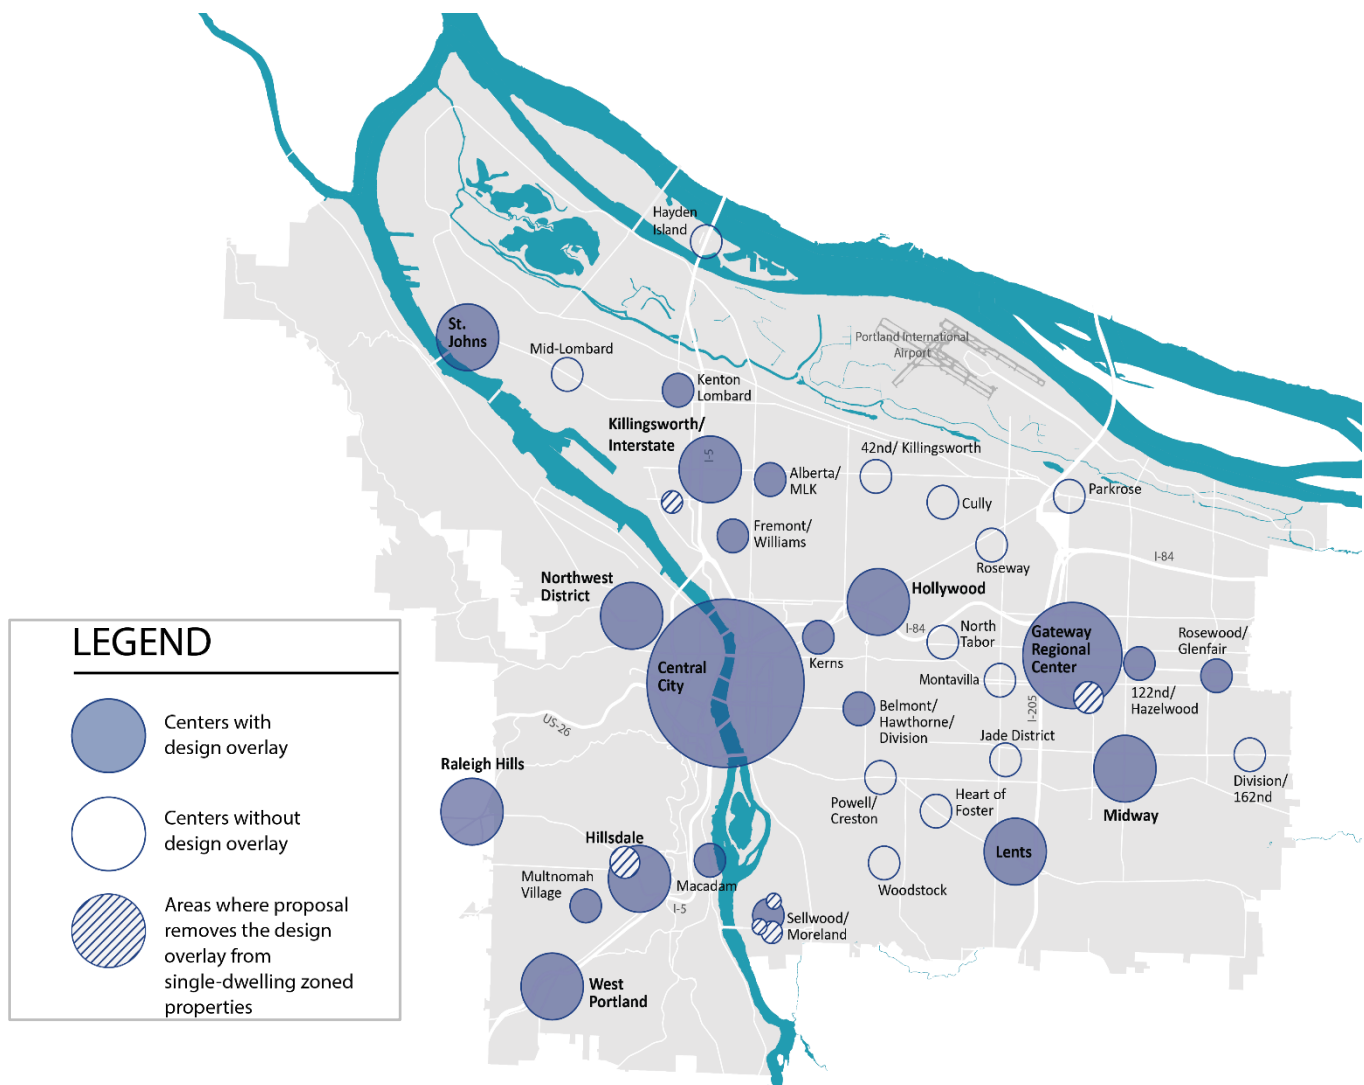 Hayden
Island
St.
Johns
Mid-Lombard
Portland International
Airport
Kenton
Lombard
Killingsworth/
Interstate
I-5
Alberta/
MLK
42nd/ Killingsworth
Cully
Parkrose
Fremont/
Williams
Roseway
I-84
Northwest
District
Hollywood
I-84
North
Tabor
Gateway
Regional
Center
Rosewood/
Glenfair
Kerns
Central
City
Montavilla
122nd/
Hazelwood
I-205
Belmont/
Hawthorne/
Division
US-26
Jade District
Raleigh Hills
Division/
162nd
Powell/
Creston
Heart of
Foster
Midway
Hillsdale
Lents
Multnomah
Village
Macadam
Woodstock
I-5
Sellwood/
Moreland
West
Portland
LEGEND
Centers with
design overlay
Centers without
design overlay
Areas where proposal
removes the design
overlay from
single-dwelling zoned
properties